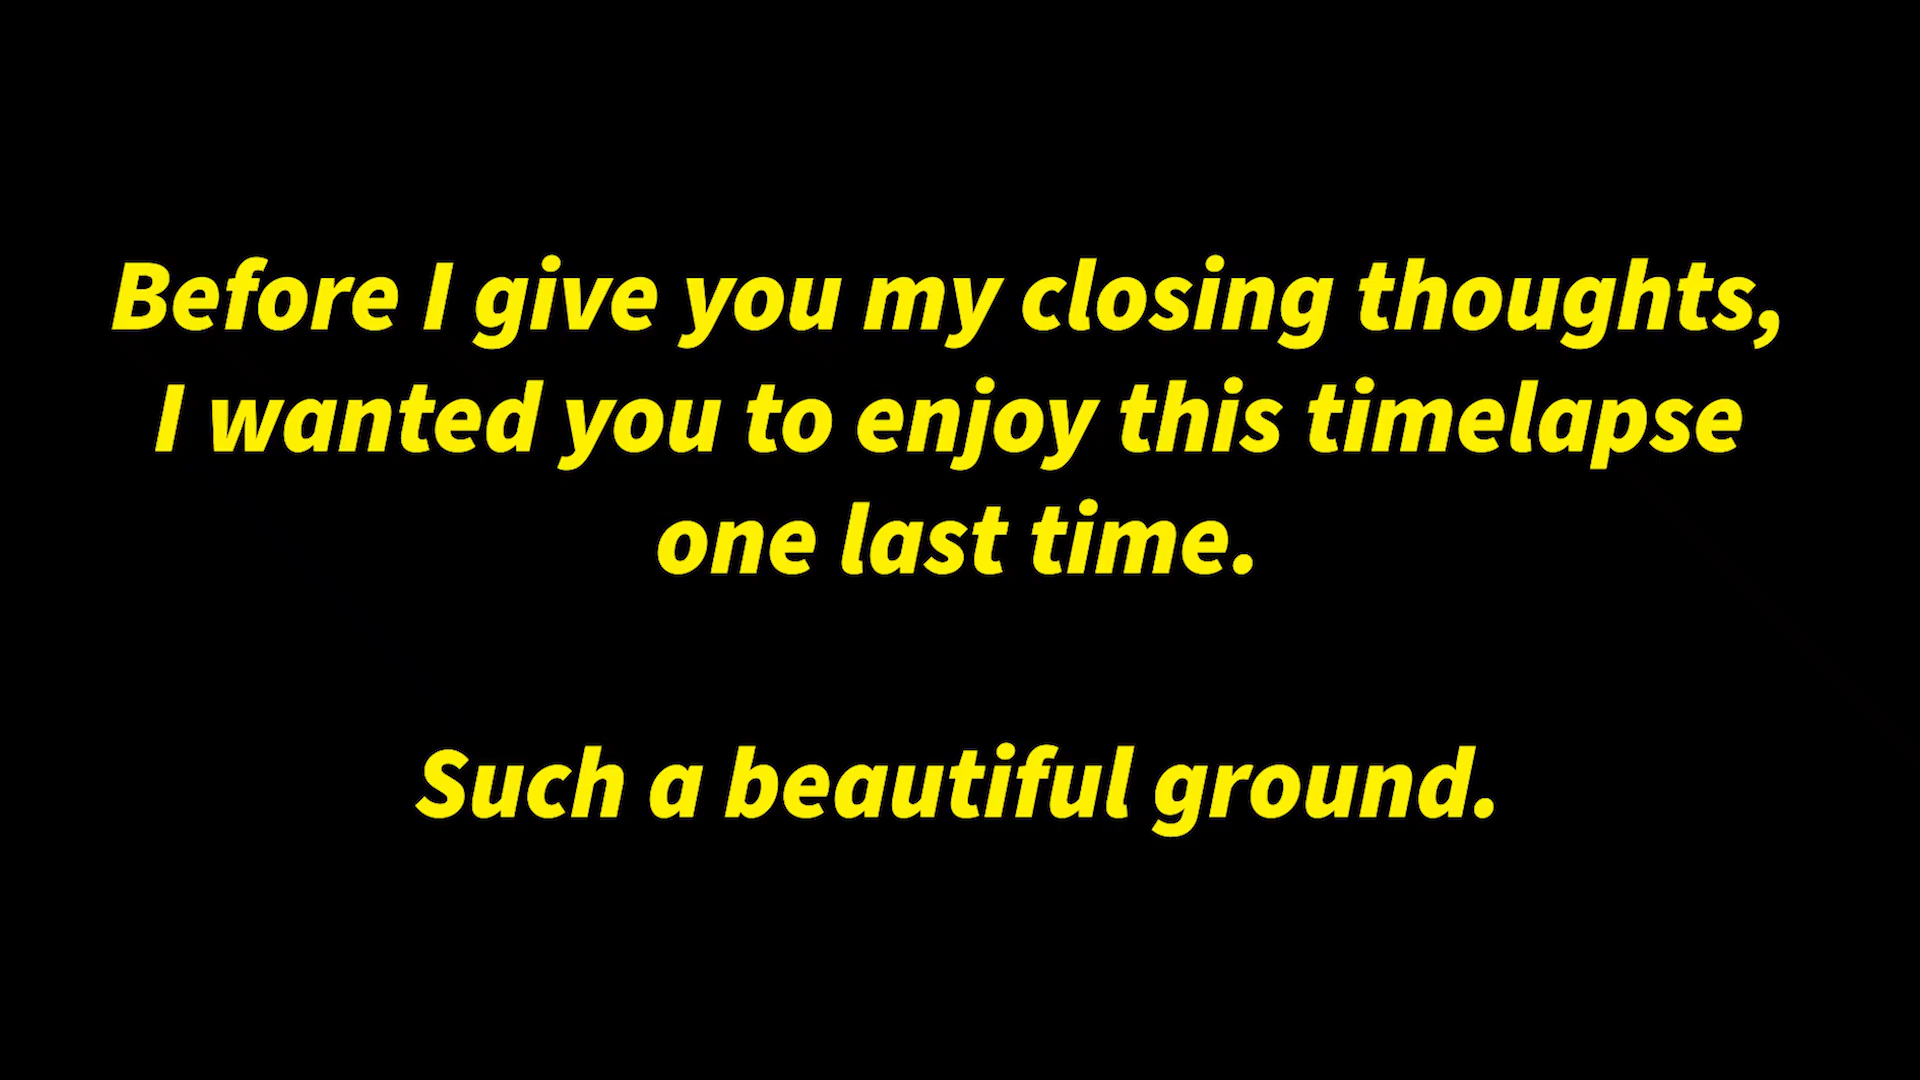 Before I give you my closing thoughts,
I wanted you to enjoy this timelapse
one last time.
Such a beautiful ground.